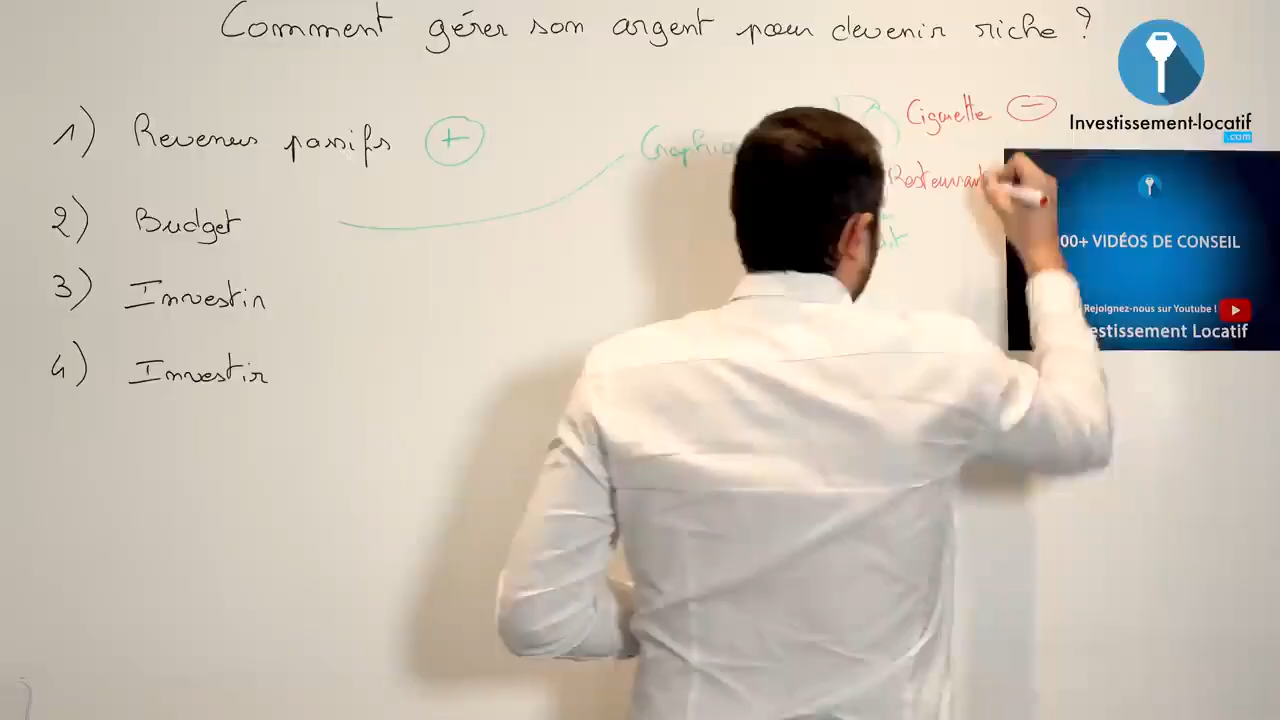 Comment gérer son argent pour devenir riche ?
Investissement-locatif
.com
1) Revenus passifs +
Cigarette -
Restaurant
2) Budget
3) Investir
4) Investir
00+ VIDÉOS DE CONSEIL
Rejoignez-nous sur Youtube !
estissement Locatif